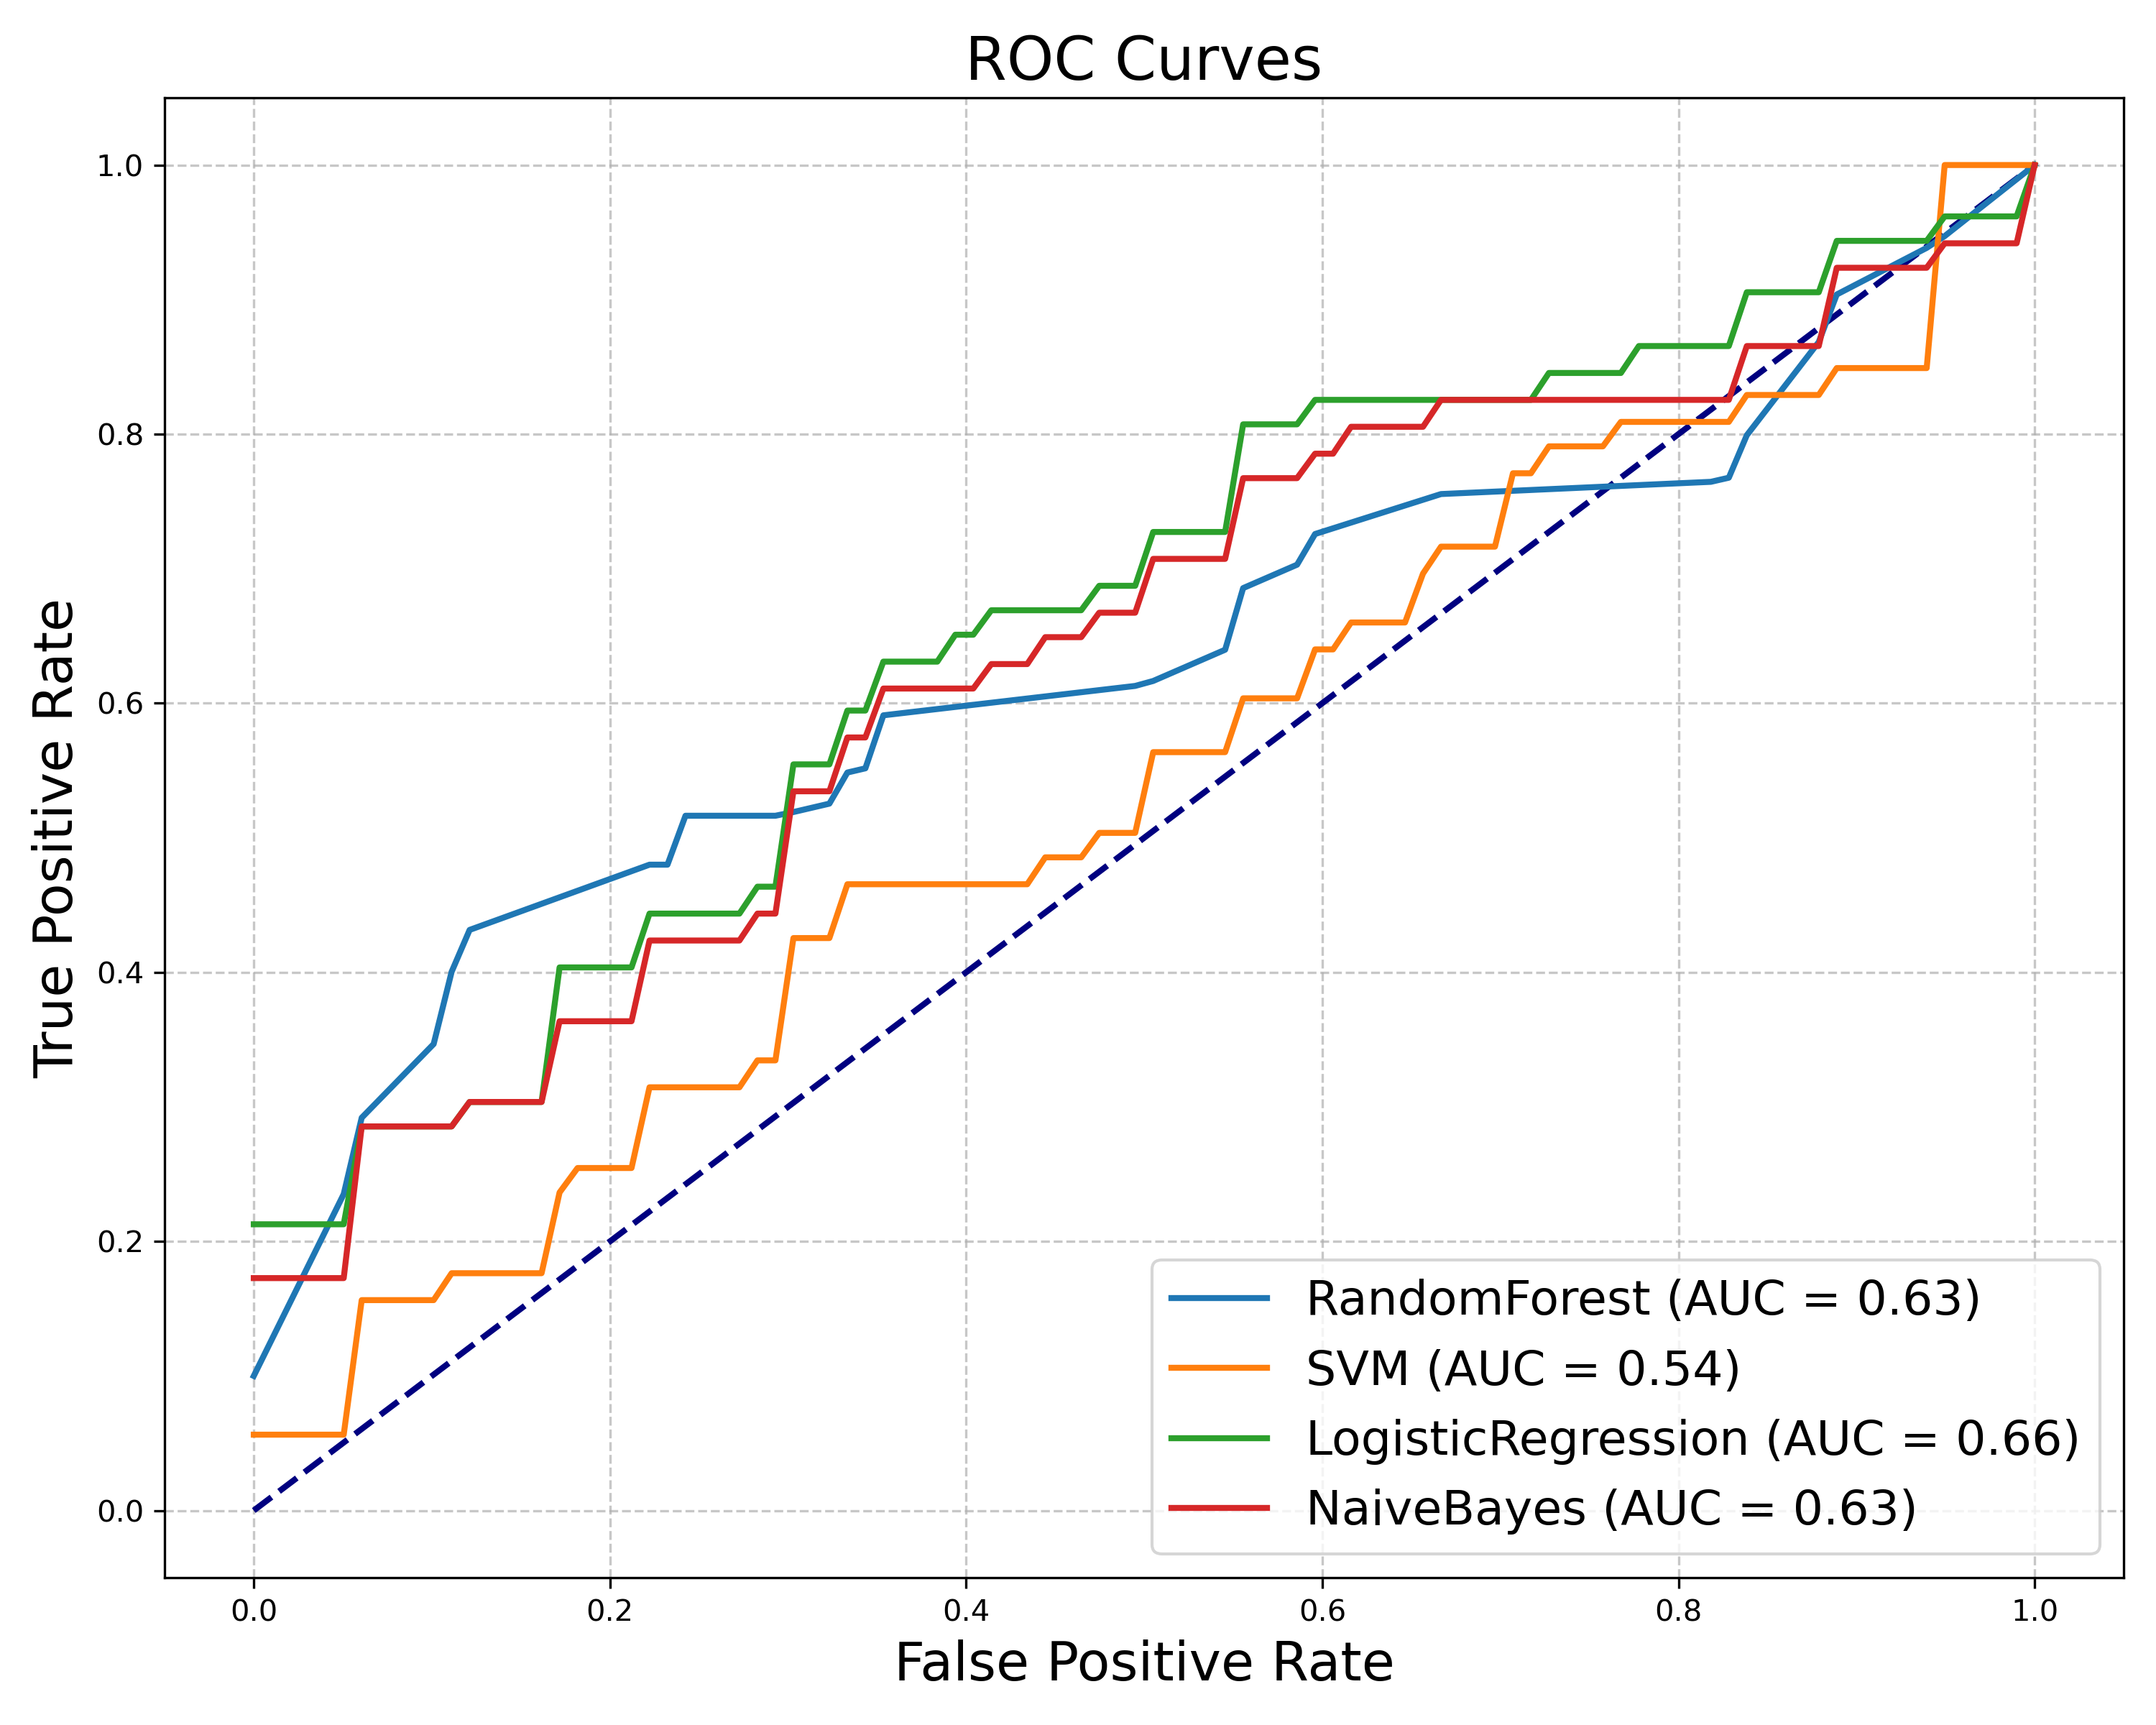 ROC Curves
True Positive Rate
1.0
0.8
0.6
0.4
0.2
0.0
RandomForest (AUC = 0.63)
SVM (AUC = 0.54)
LogisticRegression (AUC = 0.66)
NaiveBayes (AUC = 0.63)
0.0 0.2 0.4 0.6 0.8 1.0
False Positive Rate